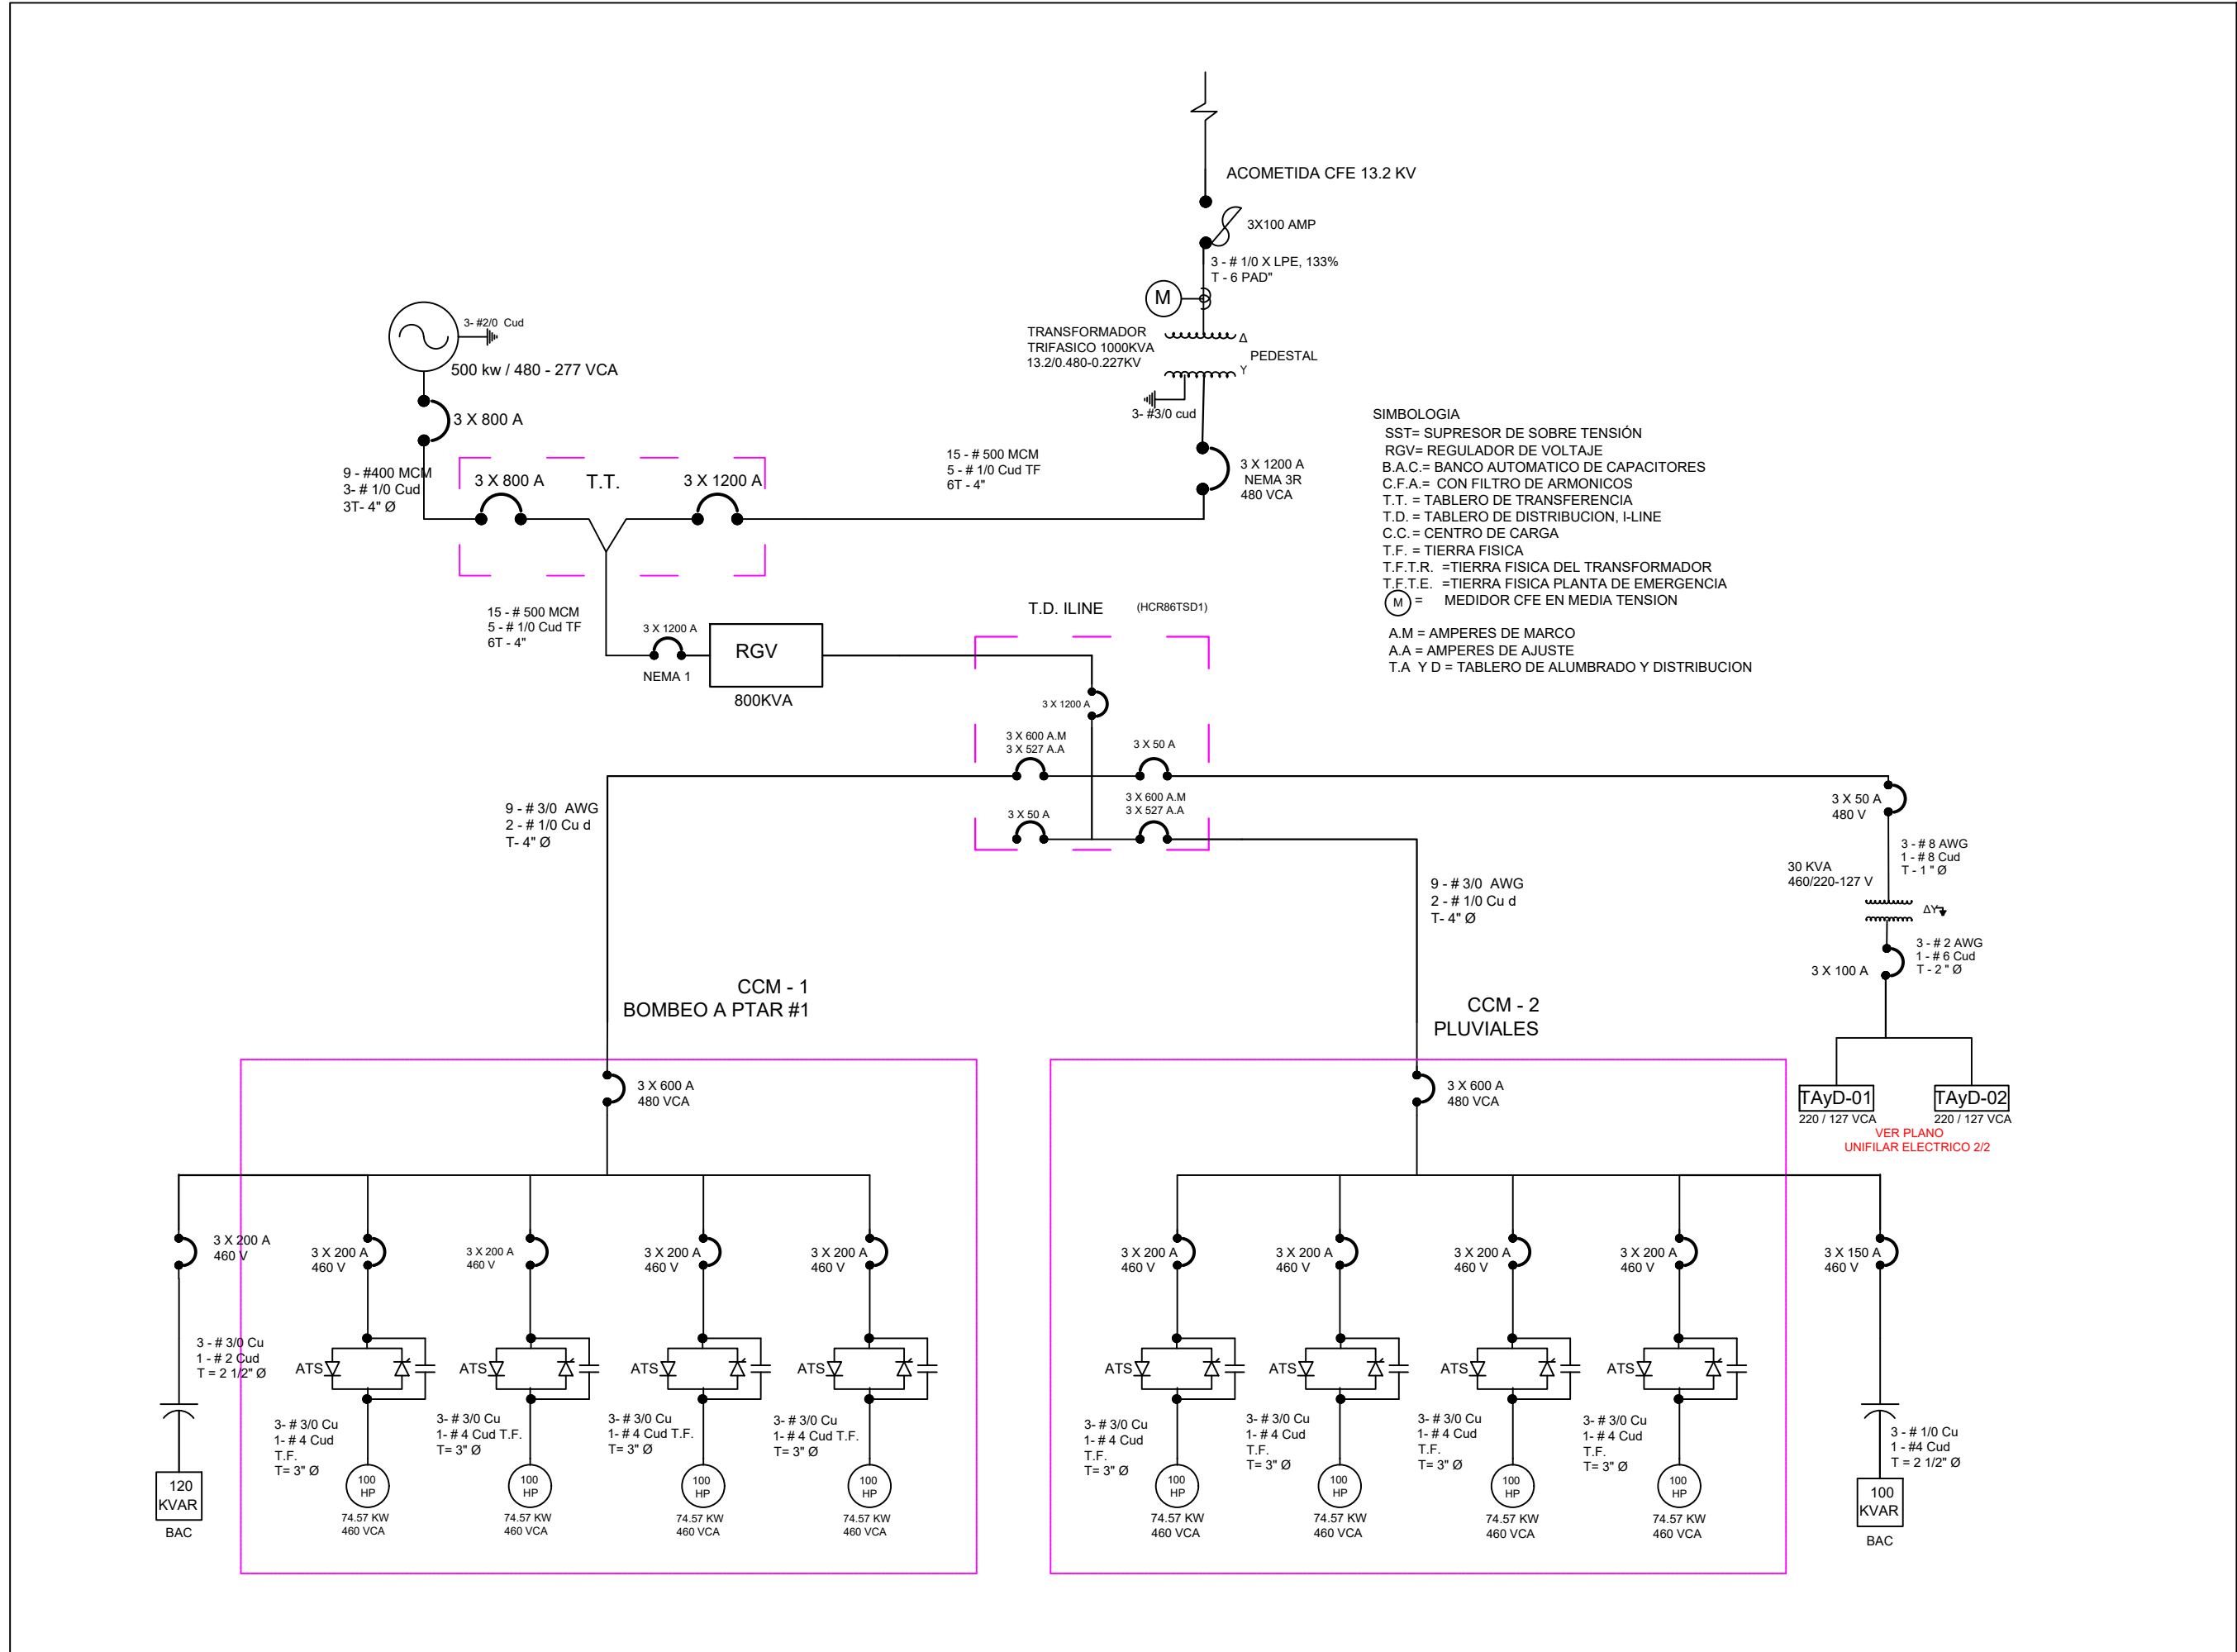 ACOMETIDA CFE 13.2 KV
3X100 AMP
3 - # 1/0 X LPE, 133%
T - 6 PAD"
M
TRANSFORMADOR
TRIFASICO 1000KVA
13.2/0.480-0.227KV
Δ
PEDESTAL
Y
3- #3/0 cud
3- #2/0 Cud
500 kw / 480 - 277 VCA
3 X 800 A
9 - #400 MCM
3- # 1/0 Cud
3T- 4" Ø
3 X 800 A
T.T.
3 X 1200 A
15 - # 500 MCM
5 - # 1/0 Cud TF
6T - 4"
3 X 1200 A
NEMA 3R
480 VCA
SIMBOLOGIA
SST= SUPRESOR DE SOBRE TENSIÓN
RGV= REGULADOR DE VOLTAJE
B.A.C.= BANCO AUTOMATICO DE CAPACITORES
C.F.A.= CON FILTRO DE ARMONICOS
T.T. = TABLERO DE TRANSFERENCIA
T.D. = TABLERO DE DISTRIBUCION, I-LINE
C.C. = CENTRO DE CARGA
T.F. = TIERRA FISICA
T.F.T.R. =TIERRA FISICA DEL TRANSFORMADOR
T.F.T.E. =TIERRA FISICA PLANTA DE EMERGENCIA
M = MEDIDOR CFE EN MEDIA TENSION
A.M = AMPERES DE MARCO
A.A = AMPERES DE AJUSTE
T.A Y D = TABLERO DE ALUMBRADO Y DISTRIBUCION
15 - # 500 MCM
5 - # 1/0 Cud TF
6T - 4"
3 X 1200 A
NEMA 1
RGV
800KVA
T.D. ILINE (HCR86TSD1)
3 X 1200 A
3 X 600 A.M
3 X 527 A.A
3 X 50 A
3 X 50 A
3 X 600 A.M
3 X 527 A.A
9 - # 3/0 AWG
2 - # 1/0 Cu d
T- 4" Ø
9 - # 3/0 AWG
2 - # 1/0 Cu d
T- 4" Ø
3 X 50 A
480 V
3 - # 8 AWG
1 - # 8 Cud
T - 1 " Ø
30 KVA
460/220-127 V
ΔY
3 - # 2 AWG
1 - # 6 Cud
T - 2 " Ø
3 X 100 A
TAyD-01
220 / 127 VCA
TAyD-02
220 / 127 VCA
VER PLANO
UNIFILAR ELECTRICO 2/2
CCM - 1
BOMBEO A PTAR #1
3 X 600 A
480 VCA
3 X 200 A
460 V
3 X 200 A
460 V
3 X 200 A
460 V
3 X 200 A
460 V
3 X 200 A
460 V
3 - # 3/0 Cu
1 - # 2 Cud
T = 2 1/2" Ø
ATS
ATS
ATS
ATS
3- # 3/0 Cu
1- # 4 Cud
T.F.
T= 3" Ø
3- # 3/0 Cu
1- # 4 Cud T.F.
T= 3" Ø
3- # 3/0 Cu
1- # 4 Cud T.F.
T= 3" Ø
3- # 3/0 Cu
1- # 4 Cud T.F.
T= 3" Ø
120
KVAR
BAC
100
HP
74.57 KW
460 VCA
100
HP
74.57 KW
460 VCA
100
HP
74.57 KW
460 VCA
100
HP
74.57 KW
460 VCA
CCM - 2
PLUVIALES
3 X 600 A
480 VCA
3 X 200 A
460 V
3 X 200 A
460 V
3 X 200 A
460 V
3 X 200 A
460 V
3 X 150 A
460 V
ATS
ATS
ATS
ATS
3- # 3/0 Cu
1- # 4 Cud
T.F.
T= 3" Ø
3- # 3/0 Cu
1- # 4 Cud
T.F.
T= 3" Ø
3- # 3/0 Cu
1- # 4 Cud
T.F.
T= 3" Ø
3- # 3/0 Cu
1- # 4 Cud
T.F.
T= 3" Ø
3 - # 1/0 Cu
1 - #4 Cud
T = 2 1/2" Ø
100
HP
74.57 KW
460 VCA
100
HP
74.57 KW
460 VCA
100
HP
74.57 KW
460 VCA
100
HP
74.57 KW
460 VCA
100
KVAR
BAC